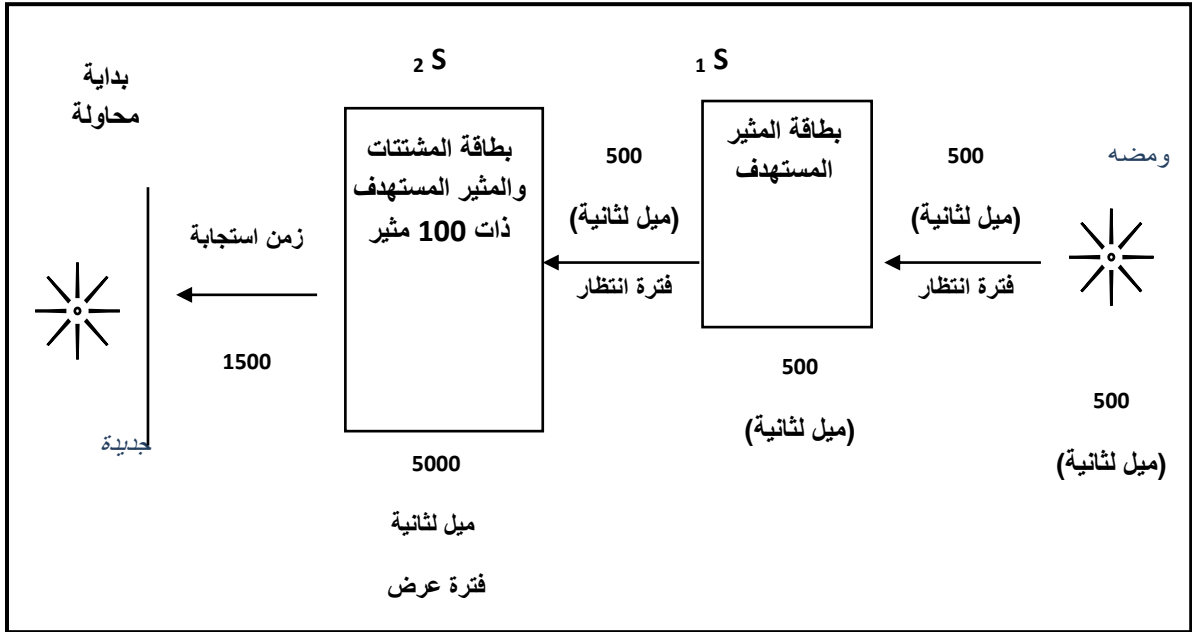 ومضه
500
(ميل لثانية)
فترة انتظار
500
(ميل لثانية)
1 S
بطاقة المثير
المستهدف
500
(ميل لثانية)
500
(ميل لثانية)
فترة انتظار
2 S
بطاقة المشتتات
والمثير المستهدف
ذات 100 مثير
5000
ميل لثانية
فترة عرض
زمن استجابة
1500
بداية
محاولة
جديدة